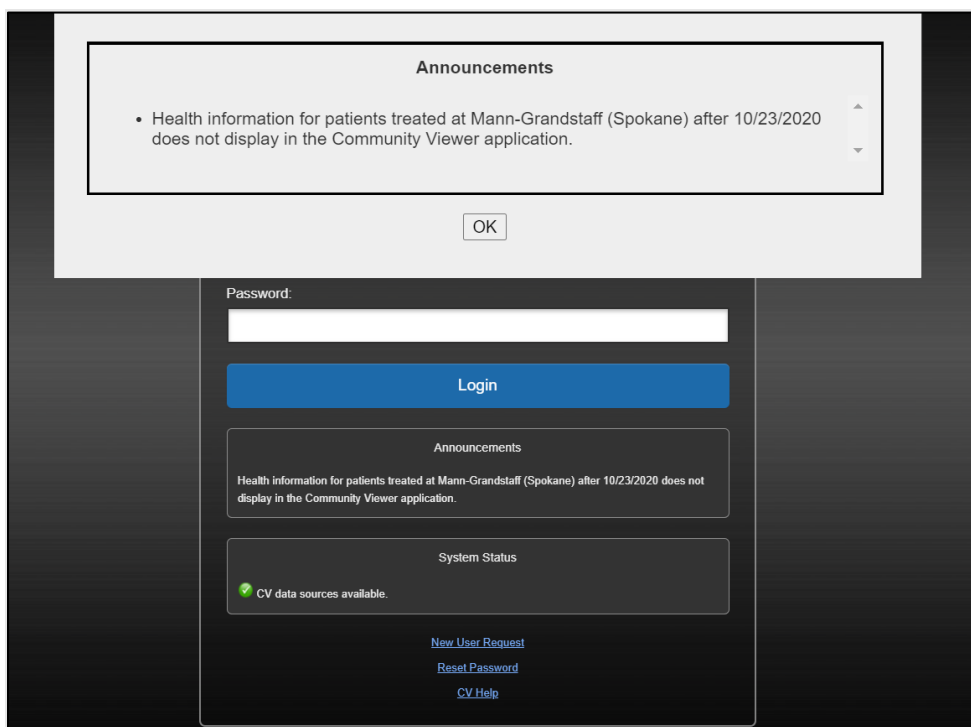 Announcements
• Health information for patients treated at Mann-Grandstaff (Spokane) after 10/23/2020
does not display in the Community Viewer application.
OK
Password:
Login
Announcements
Health information for patients treated at Mann-Grandstaff (Spokane) after 10/23/2020 does not
display in the Community Viewer application.
System Status
CV data sources available.
New User Request
Reset Password
CV Help